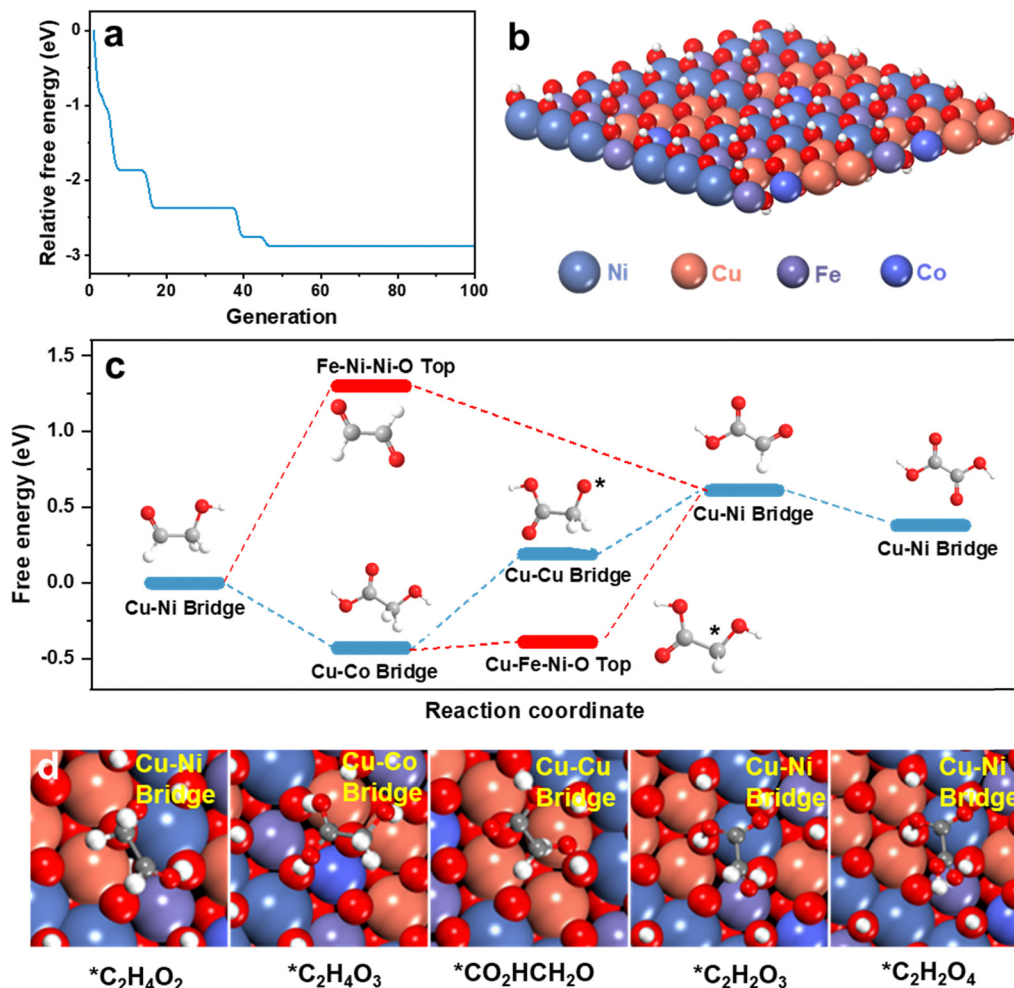 a
Relative free energy (eV)
0
-1
-2
-3
0 20 40 60 80 100
Generation
b
Ni Cu Fe Co
c
Free energy (eV)
1.5
1.0
0.5
0.0
-0.5
Fe-Ni-Ni-O Top
*
Cu-Ni Bridge
Cu-Ni Bridge
Cu-Cu Bridge
Cu-Ni Bridge
*
Cu-Co Bridge
Cu-Fe-Ni-O Top
Reaction coordinate
d
Cu-Ni
Bridge
Cu-Co
Bridge
Cu-Cu
Bridge
Cu-Ni
Bridge
Cu-Ni
Bridge
*C₂H₄O₂
*C₂H₄O₃
*CO₂HCH₂O
*C₂H₂O₃
*C₂H₂O₄